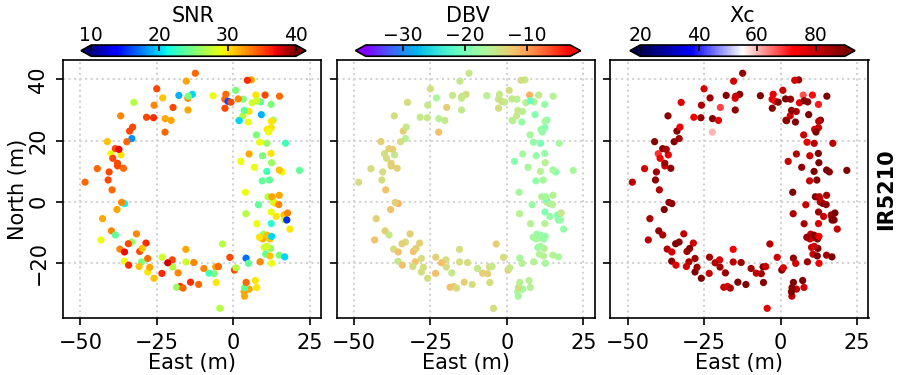 SNR DBV Xc
10 20 30 40 −30 −20 −10 20 40 60 80
40
20
0
−20
North (m)
IR5210
−50 −25 0 25 −50 −25 0 25 −50 −25 0 25
East (m) East (m) East (m)